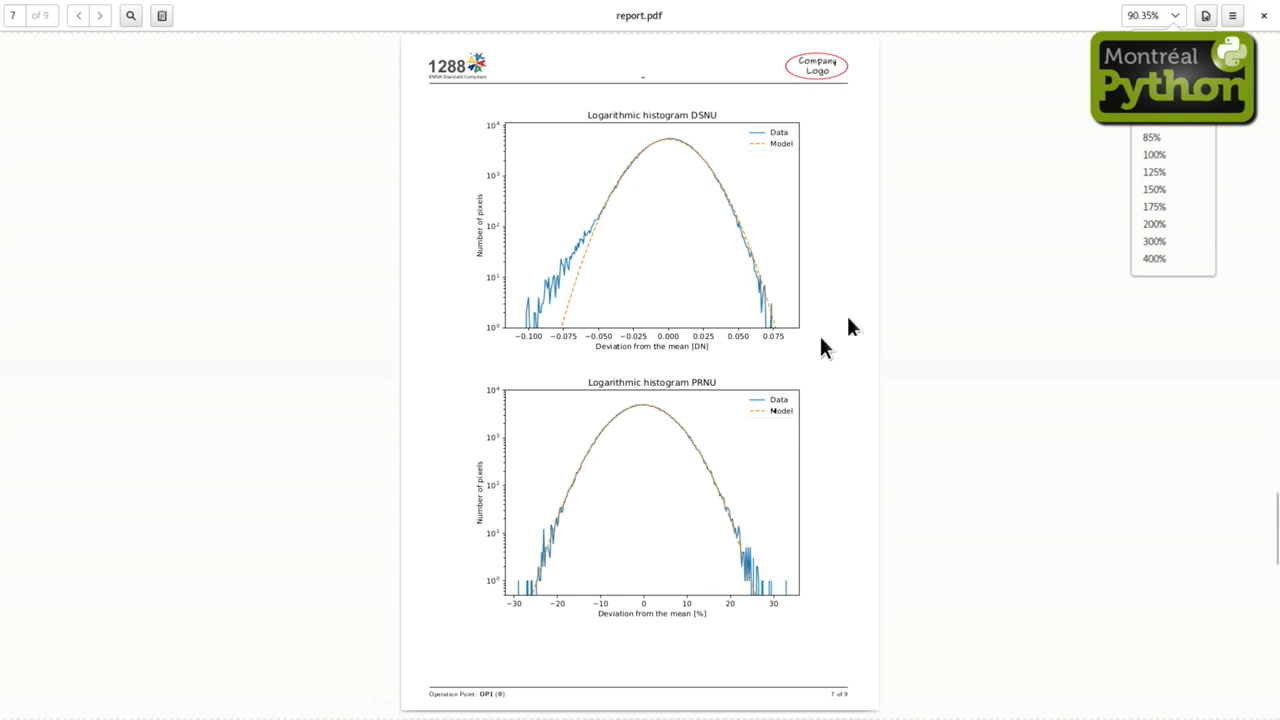 7 of 9
report.pdf
90.35%
Montréal
Python
85%
100%
125%
150%
175%
200%
300%
400%
1288
EMVA Standard Compliant
-
Company
Logo
Logarithmic histogram DSNU
Data
Model
Number of pixels
10⁴
10³
10²
10¹
10⁰
−0.100 −0.075 −0.050 −0.025 0.000 0.025 0.050 0.075
Deviation from the mean [DN]
Logarithmic histogram PRNU
Data
Model
Number of pixels
10⁴
10³
10²
10¹
10⁰
−30 −20 −10 0 10 20 30
Deviation from the mean [%]
Operation Point: OP1 (0)
7 of 9